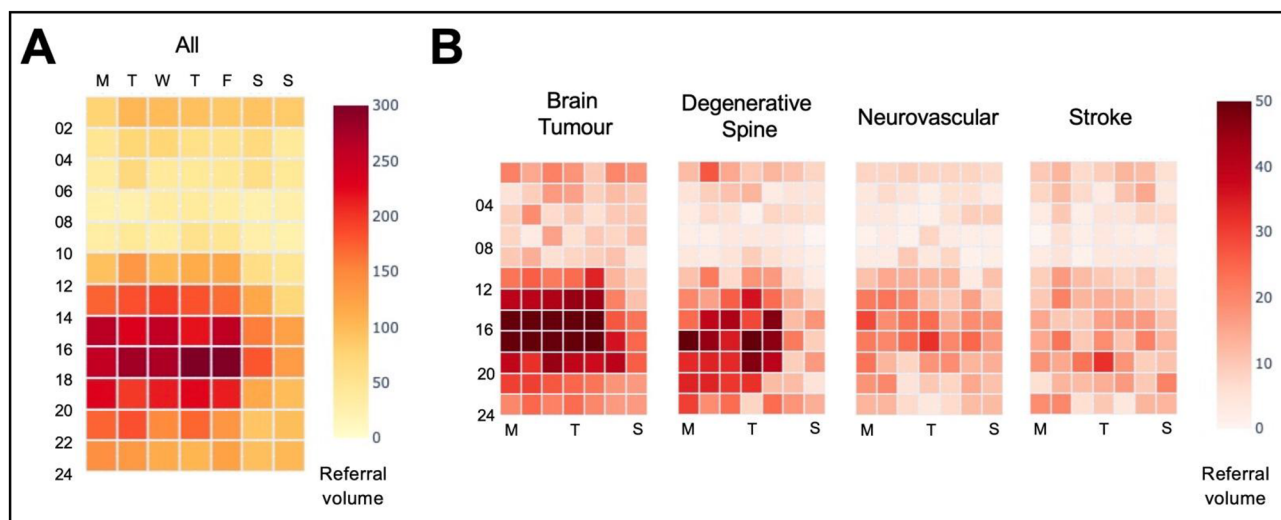 A
All
M T W T F S S
02
04
06
08
10
12
14
16
18
20
22
24
300
250
200
150
100
50
0
Referral
volume
B
Brain
Tumour
Degenerative
Spine
Neurovascular
Stroke
04
08
12
16
20
24
M T S
M T S
M T S
M T S
50
40
30
20
10
0
Referral
volume